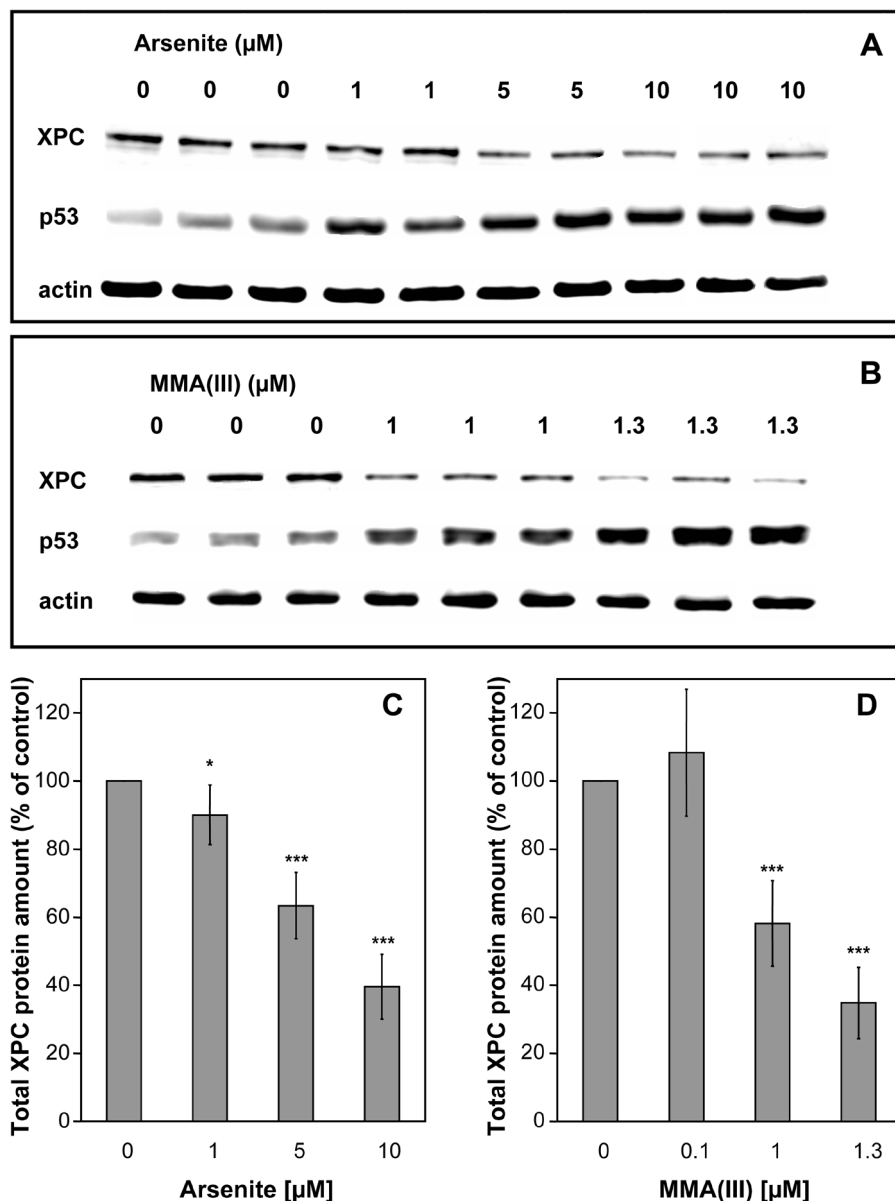 Arsenite (µM)
A
0 0 0 1 1 5 5 10 10 10
XPC
p53
actin
MMA(III) (µM)
B
0 0 0 1 1 1 1.3 1.3 1.3
XPC
p53
actin
C
Total XPC protein amount (% of control)
120
100
80
60
40
20
0
*
***
***
0 1 5 10
Arsenite [µM]
D
Total XPC protein amount (% of control)
120
100
80
60
40
20
0
***
***
0 0.1 1 1.3
MMA(III) [µM]